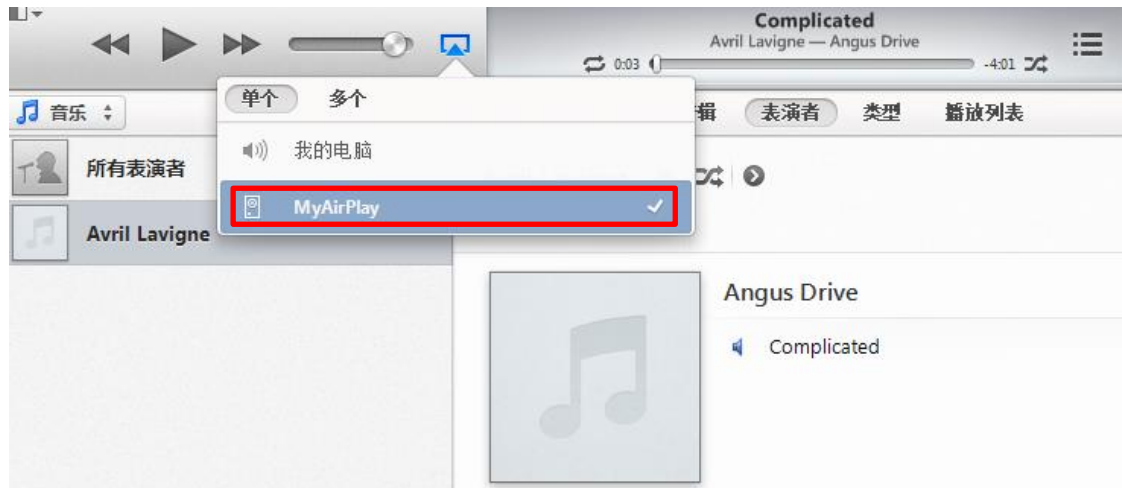 Complicated
Avril Lavigne — Angus Drive
0:03 -4:01
单个 多个
音乐
辑 表演者 类型 播放列表
我的电脑
所有表演者
MyAirPlay
Avril Lavigne
Angus Drive
Complicated